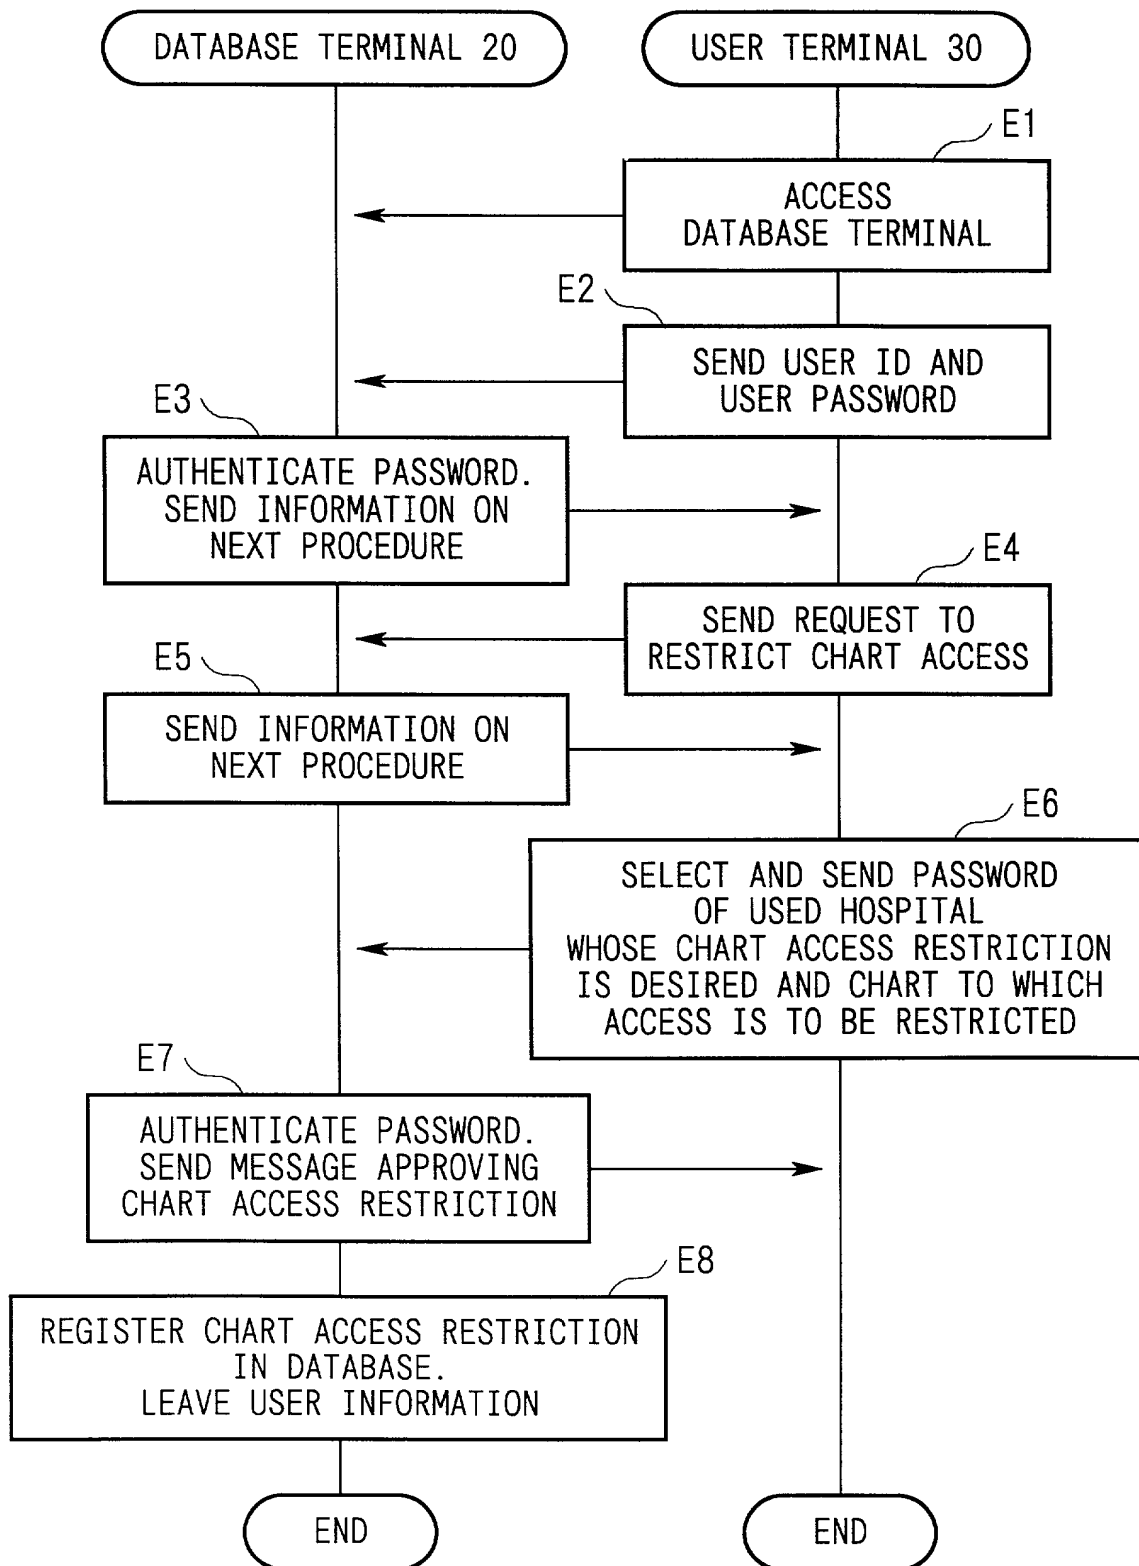 DATABASE TERMINAL 20
USER TERMINAL 30
E1
ACCESS
DATABASE TERMINAL
E2
SEND USER ID AND
USER PASSWORD
E3
AUTHENTICATE PASSWORD.
SEND INFORMATION ON
NEXT PROCEDURE
E4
SEND REQUEST TO
RESTRICT CHART ACCESS
E5
SEND INFORMATION ON
NEXT PROCEDURE
E6
SELECT AND SEND PASSWORD
OF USED HOSPITAL
WHOSE CHART ACCESS RESTRICTION
IS DESIRED AND CHART TO WHICH
ACCESS IS TO BE RESTRICTED
E7
AUTHENTICATE PASSWORD.
SEND MESSAGE APPROVING
CHART ACCESS RESTRICTION
E8
REGISTER CHART ACCESS RESTRICTION
IN DATABASE.
LEAVE USER INFORMATION
END
END